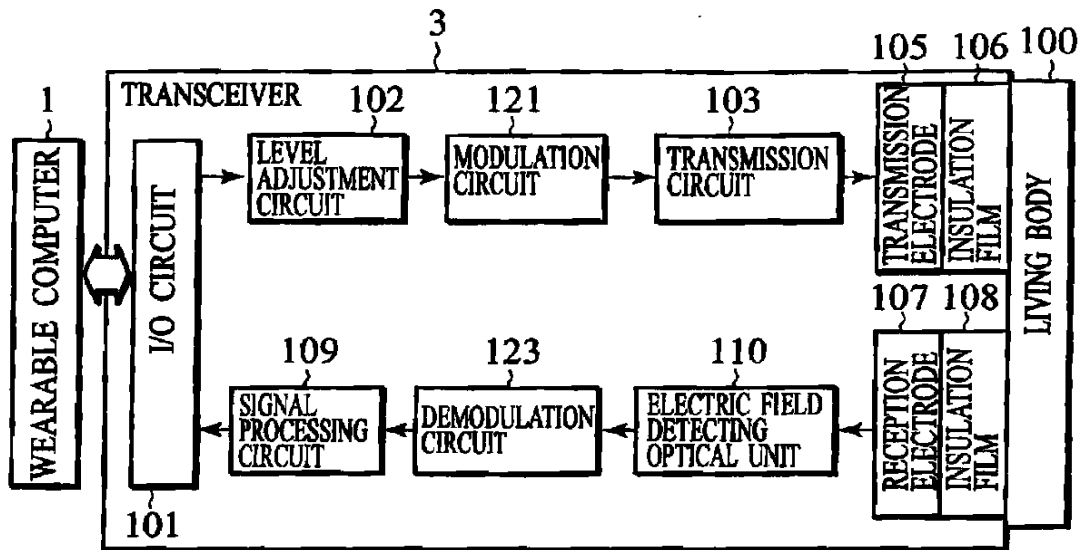 3
105 106 100
TRANSCEIVER
102 121 103
1
WEARABLE COMPUTER
I/O CIRCUIT
101
LEVEL
ADJUSTMENT
CIRCUIT
MODULATION
CIRCUIT
TRANSMISSION
CIRCUIT
TRANSMISSION
ELECTRODE
INSULATION
FILM
LIVING BODY
107 108
109 123 110
SIGNAL
PROCESSING
CIRCUIT
DEMODULATION
CIRCUIT
ELECTRIC FIELD
DETECTING
OPTICAL UNIT
RECEPTION
ELECTRODE
INSULATION
FILM